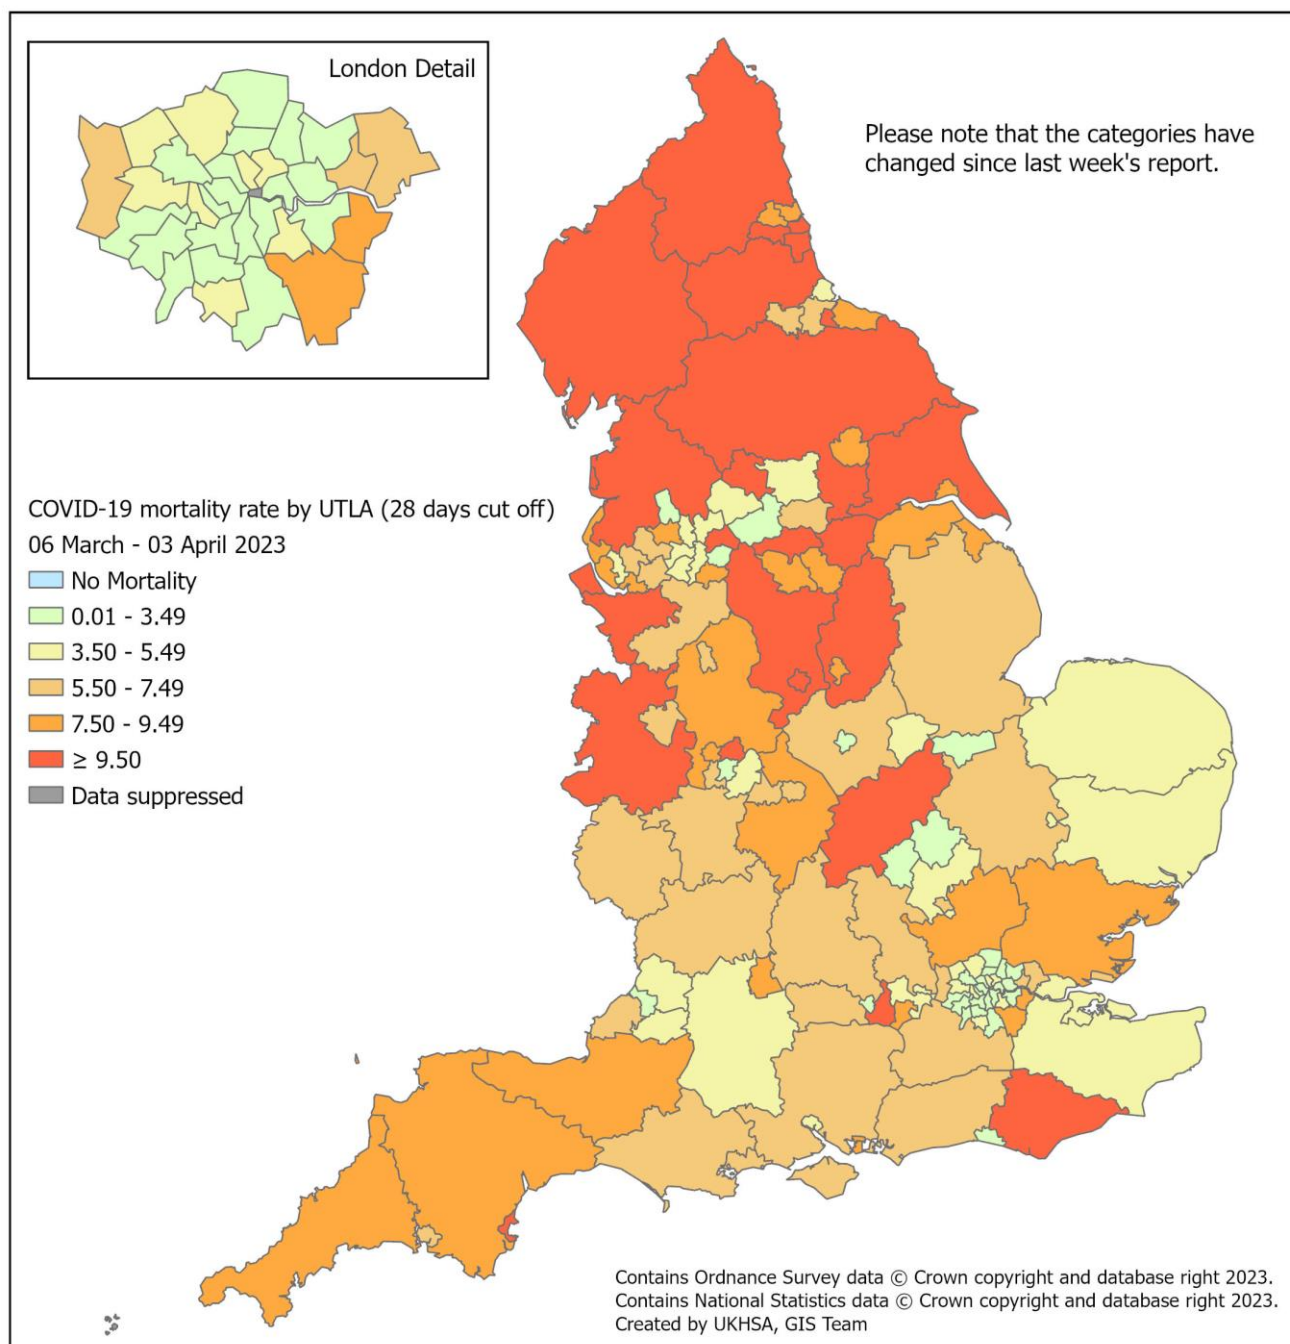 London Detail
Please note that the categories have
changed since last week's report.
COVID-19 mortality rate by UTLA (28 days cut off)
06 March - 03 April 2023
No Mortality
0.01 - 3.49
3.50 - 5.49
5.50 - 7.49
7.50 - 9.49
≥ 9.50
Data suppressed
Contains Ordnance Survey data © Crown copyright and database right 2023.
Contains National Statistics data © Crown copyright and database right 2023.
Created by UKHSA, GIS Team